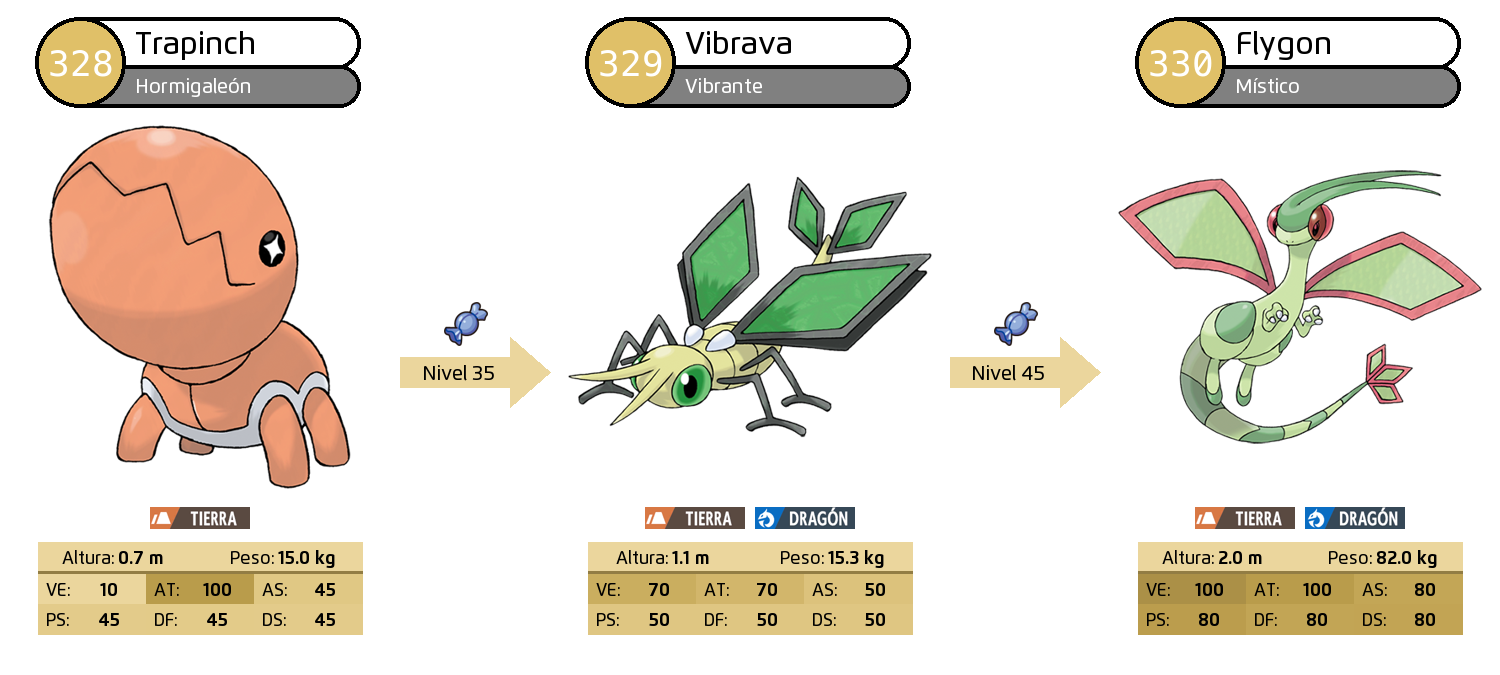 328
Trapinch
Hormigaleón
329
Vibrava
Vibrante
330
Flygon
Místico
Nivel 35
Nivel 45
TIERRA
Altura: 0.7 m Peso: 15.0 kg
VE: 10 AT: 100 AS: 45
PS: 45 DF: 45 DS: 45
TIERRA DRAGÓN
Altura: 1.1 m Peso: 15.3 kg
VE: 70 AT: 70 AS: 50
PS: 50 DF: 50 DS: 50
TIERRA DRAGÓN
Altura: 2.0 m Peso: 82.0 kg
VE: 100 AT: 100 AS: 80
PS: 80 DF: 80 DS: 80